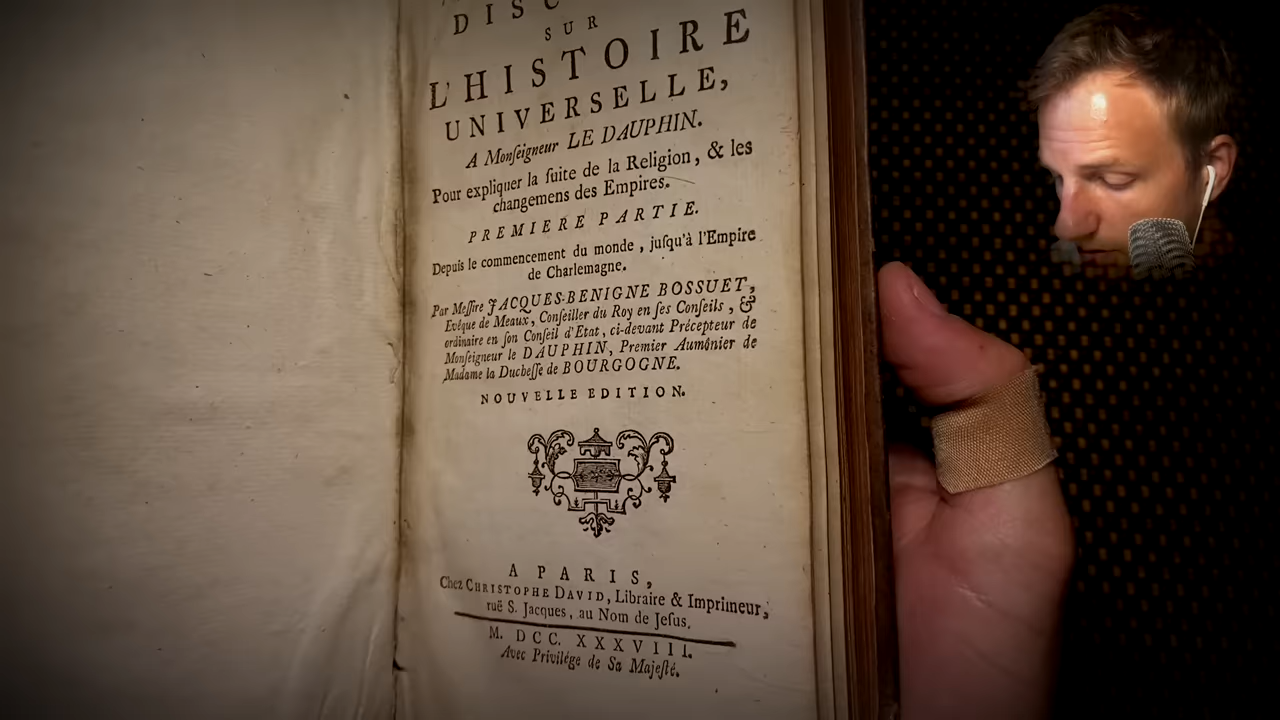 DISC
SUR
L'HISTOIRE
UNIVERSELLE,
A Monſeigneur LE DAUPHIN.
Pour expliquer la ſuite de la Religion, & les
changemens des Empires.
PREMIERE PARTIE.
Depuis le commencement du monde, juſqu'à l'Empire
de Charlemagne.
Par Meſſire JACQUES-BENIGNE BOSSUET,
Evêque de Meaux, Conſeiller du Roy en ſes Conſeils, &
ordinaire en ſon Conſeil d'Etat, ci-devant Précepteur de
Monſeigneur le DAUPHIN, Premier Aumônier de
Madame la Ducheſſe de BOURGOGNE.
NOUVELLE EDITION.
A PARIS,
Chez CHRISTOPHE DAVID, Libraire & Imprimeur,
ruë S. Jacques, au Nom de Jeſus.
M. DCC. XXXVIII.
Avec Privilége de Sa Majeſté.